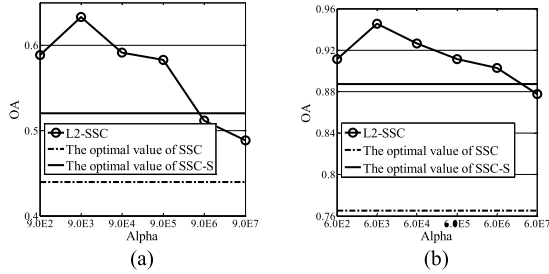 0.6
0.5
0.4
OA
L2-SSC
The optimal value of SSC
The optimal value of SSC-S
9.0E2 9.0E3 9.0E4 9.0E5 9.0E6 9.0E7
Alpha
(a)
0.96
0.92
0.88
0.84
0.8
0.76
OA
L2-SSC
The optimal value of SSC
The optimal value of SSC-S
6.0E2 6.0E3 6.0E4 6.0E5 6.0E6 6.0E7
Alpha
(b)